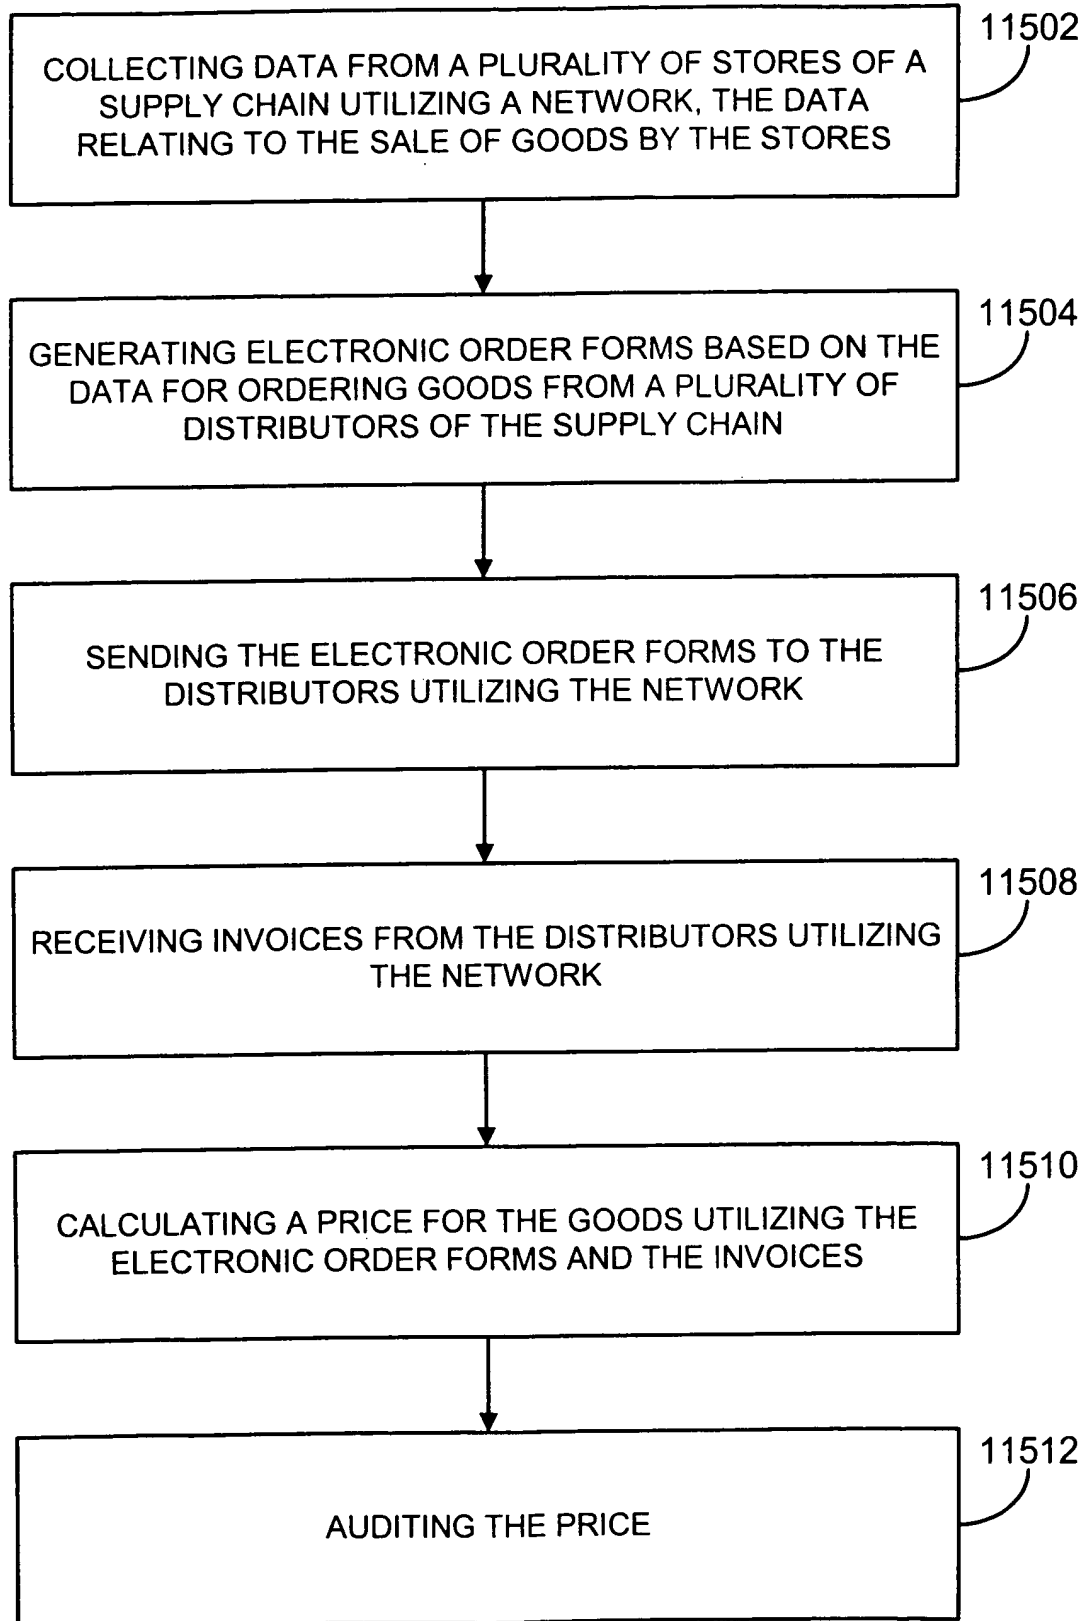 11502
COLLECTING DATA FROM A PLURALITY OF STORES OF A
SUPPLY CHAIN UTILIZING A NETWORK, THE DATA
RELATING TO THE SALE OF GOODS BY THE STORES
11504
GENERATING ELECTRONIC ORDER FORMS BASED ON THE
DATA FOR ORDERING GOODS FROM A PLURALITY OF
DISTRIBUTORS OF THE SUPPLY CHAIN
11506
SENDING THE ELECTRONIC ORDER FORMS TO THE
DISTRIBUTORS UTILIZING THE NETWORK
11508
RECEIVING INVOICES FROM THE DISTRIBUTORS UTILIZING
THE NETWORK
11510
CALCULATING A PRICE FOR THE GOODS UTILIZING THE
ELECTRONIC ORDER FORMS AND THE INVOICES
11512
AUDITING THE PRICE